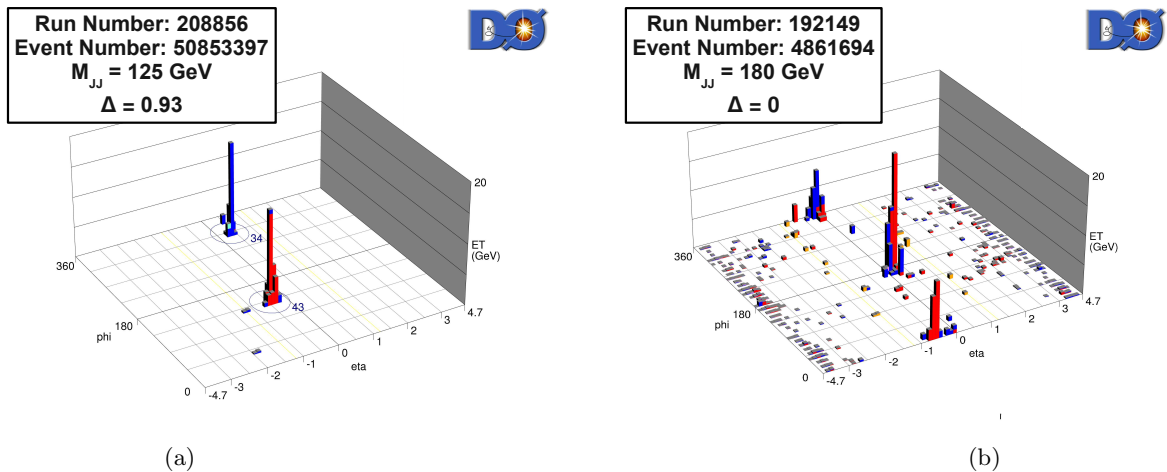 Run Number: 208856
Event Number: 50853397
M_JJ = 125 GeV
Δ = 0.93
DØ
20
ET
(GeV)
34
43
360
180
phi
0
-4.7
-3
-2
-1
0
1
2
3
4.7
eta
(a)
Run Number: 192149
Event Number: 4861694
M_JJ = 180 GeV
Δ = 0
DØ
20
ET
(GeV)
360
180
phi
0
-4.7
-3
-2
-1
0
1
2
3
4.7
eta
(b)